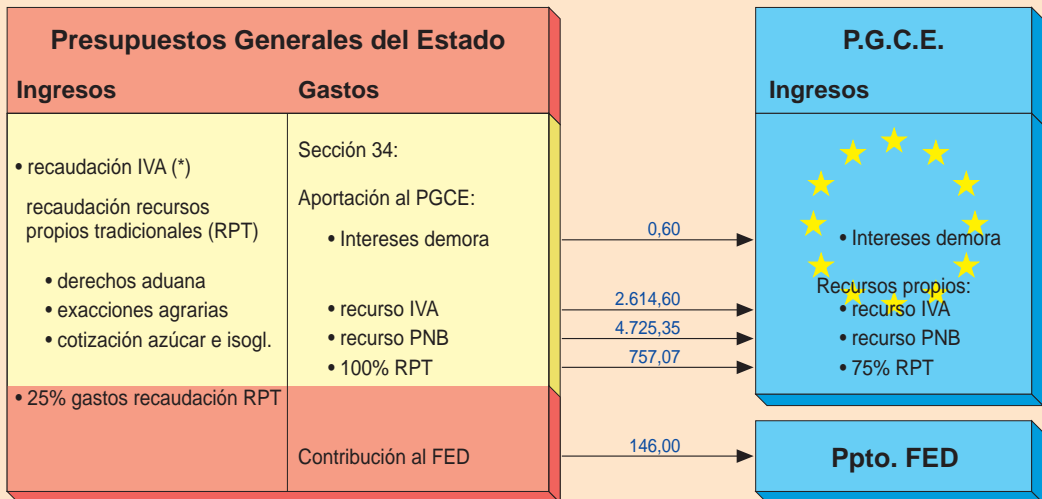 Presupuestos Generales del Estado
Ingresos
Gastos
• recaudación IVA (*)
recaudación recursos
propios tradicionales (RPT)
• derechos aduana
• exacciones agrarias
• cotización azúcar e isogl.
• 25% gastos recaudación RPT
Sección 34:
Aportación al PGCE:
• Intereses demora
• recurso IVA
• recurso PNB
• 100% RPT
Contribución al FED
0,60
2.614,60
4.725,35
757,07
146,00
P.G.C.E.
Ingresos
• Intereses demora
Recursos propios:
• recurso IVA
• recurso PNB
• 75% RPT
Ppto. FED